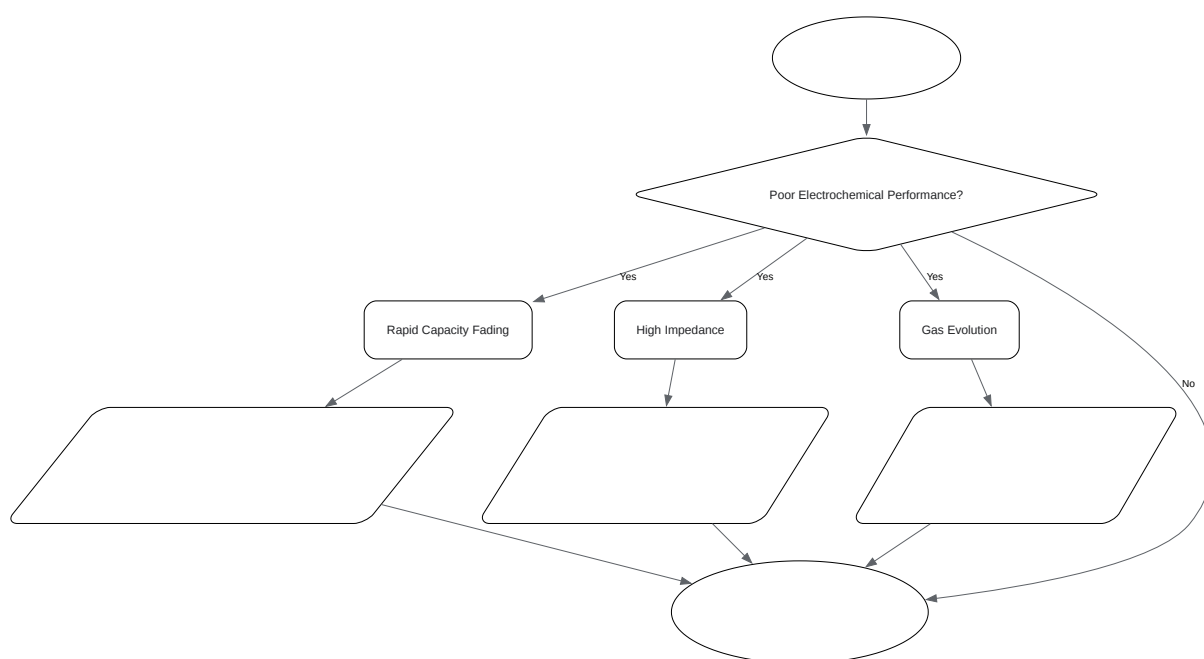 Poor Electrochemical Performance?
Yes
Yes
Yes
Rapid Capacity Fading
High Impedance
Gas Evolution
No